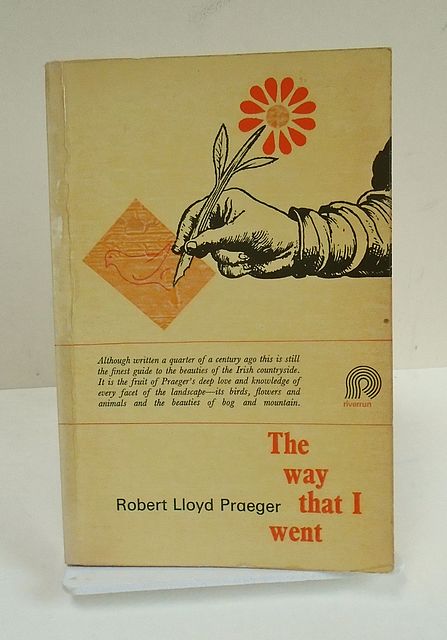 Although written a quarter of a century ago this is still
the finest guide to the beauties of the Irish countryside.
It is the fruit of Praeger's deep love and knowledge of
every facet of the landscape—its birds, flowers and
animals and the beauties of bog and mountain.
riverrun
The
way
that I
went
Robert Lloyd Praeger